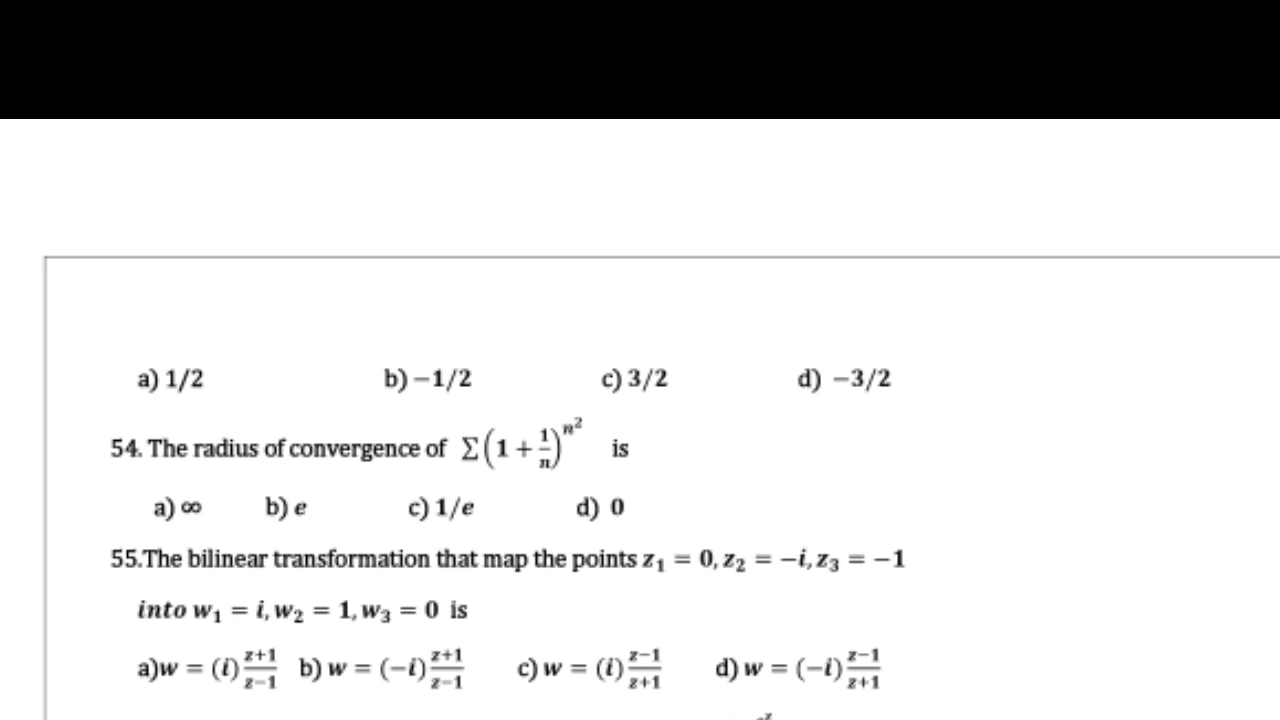 a) 1/2 b) −1/2 c) 3/2 d) −3/2
54. The radius of convergence of ∑(1 + 1/n)^n² is
a) ∞ b) e c) 1/e d) 0
55.The bilinear transformation that map the points z₁ = 0, z₂ = −i, z₃ = −1
into w₁ = i, w₂ = 1, w₃ = 0 is
a)w = (i) z+1/z−1 b) w = (−i) z+1/z−1 c) w = (i) z−1/z+1 d) w = (−i) z−1/z+1